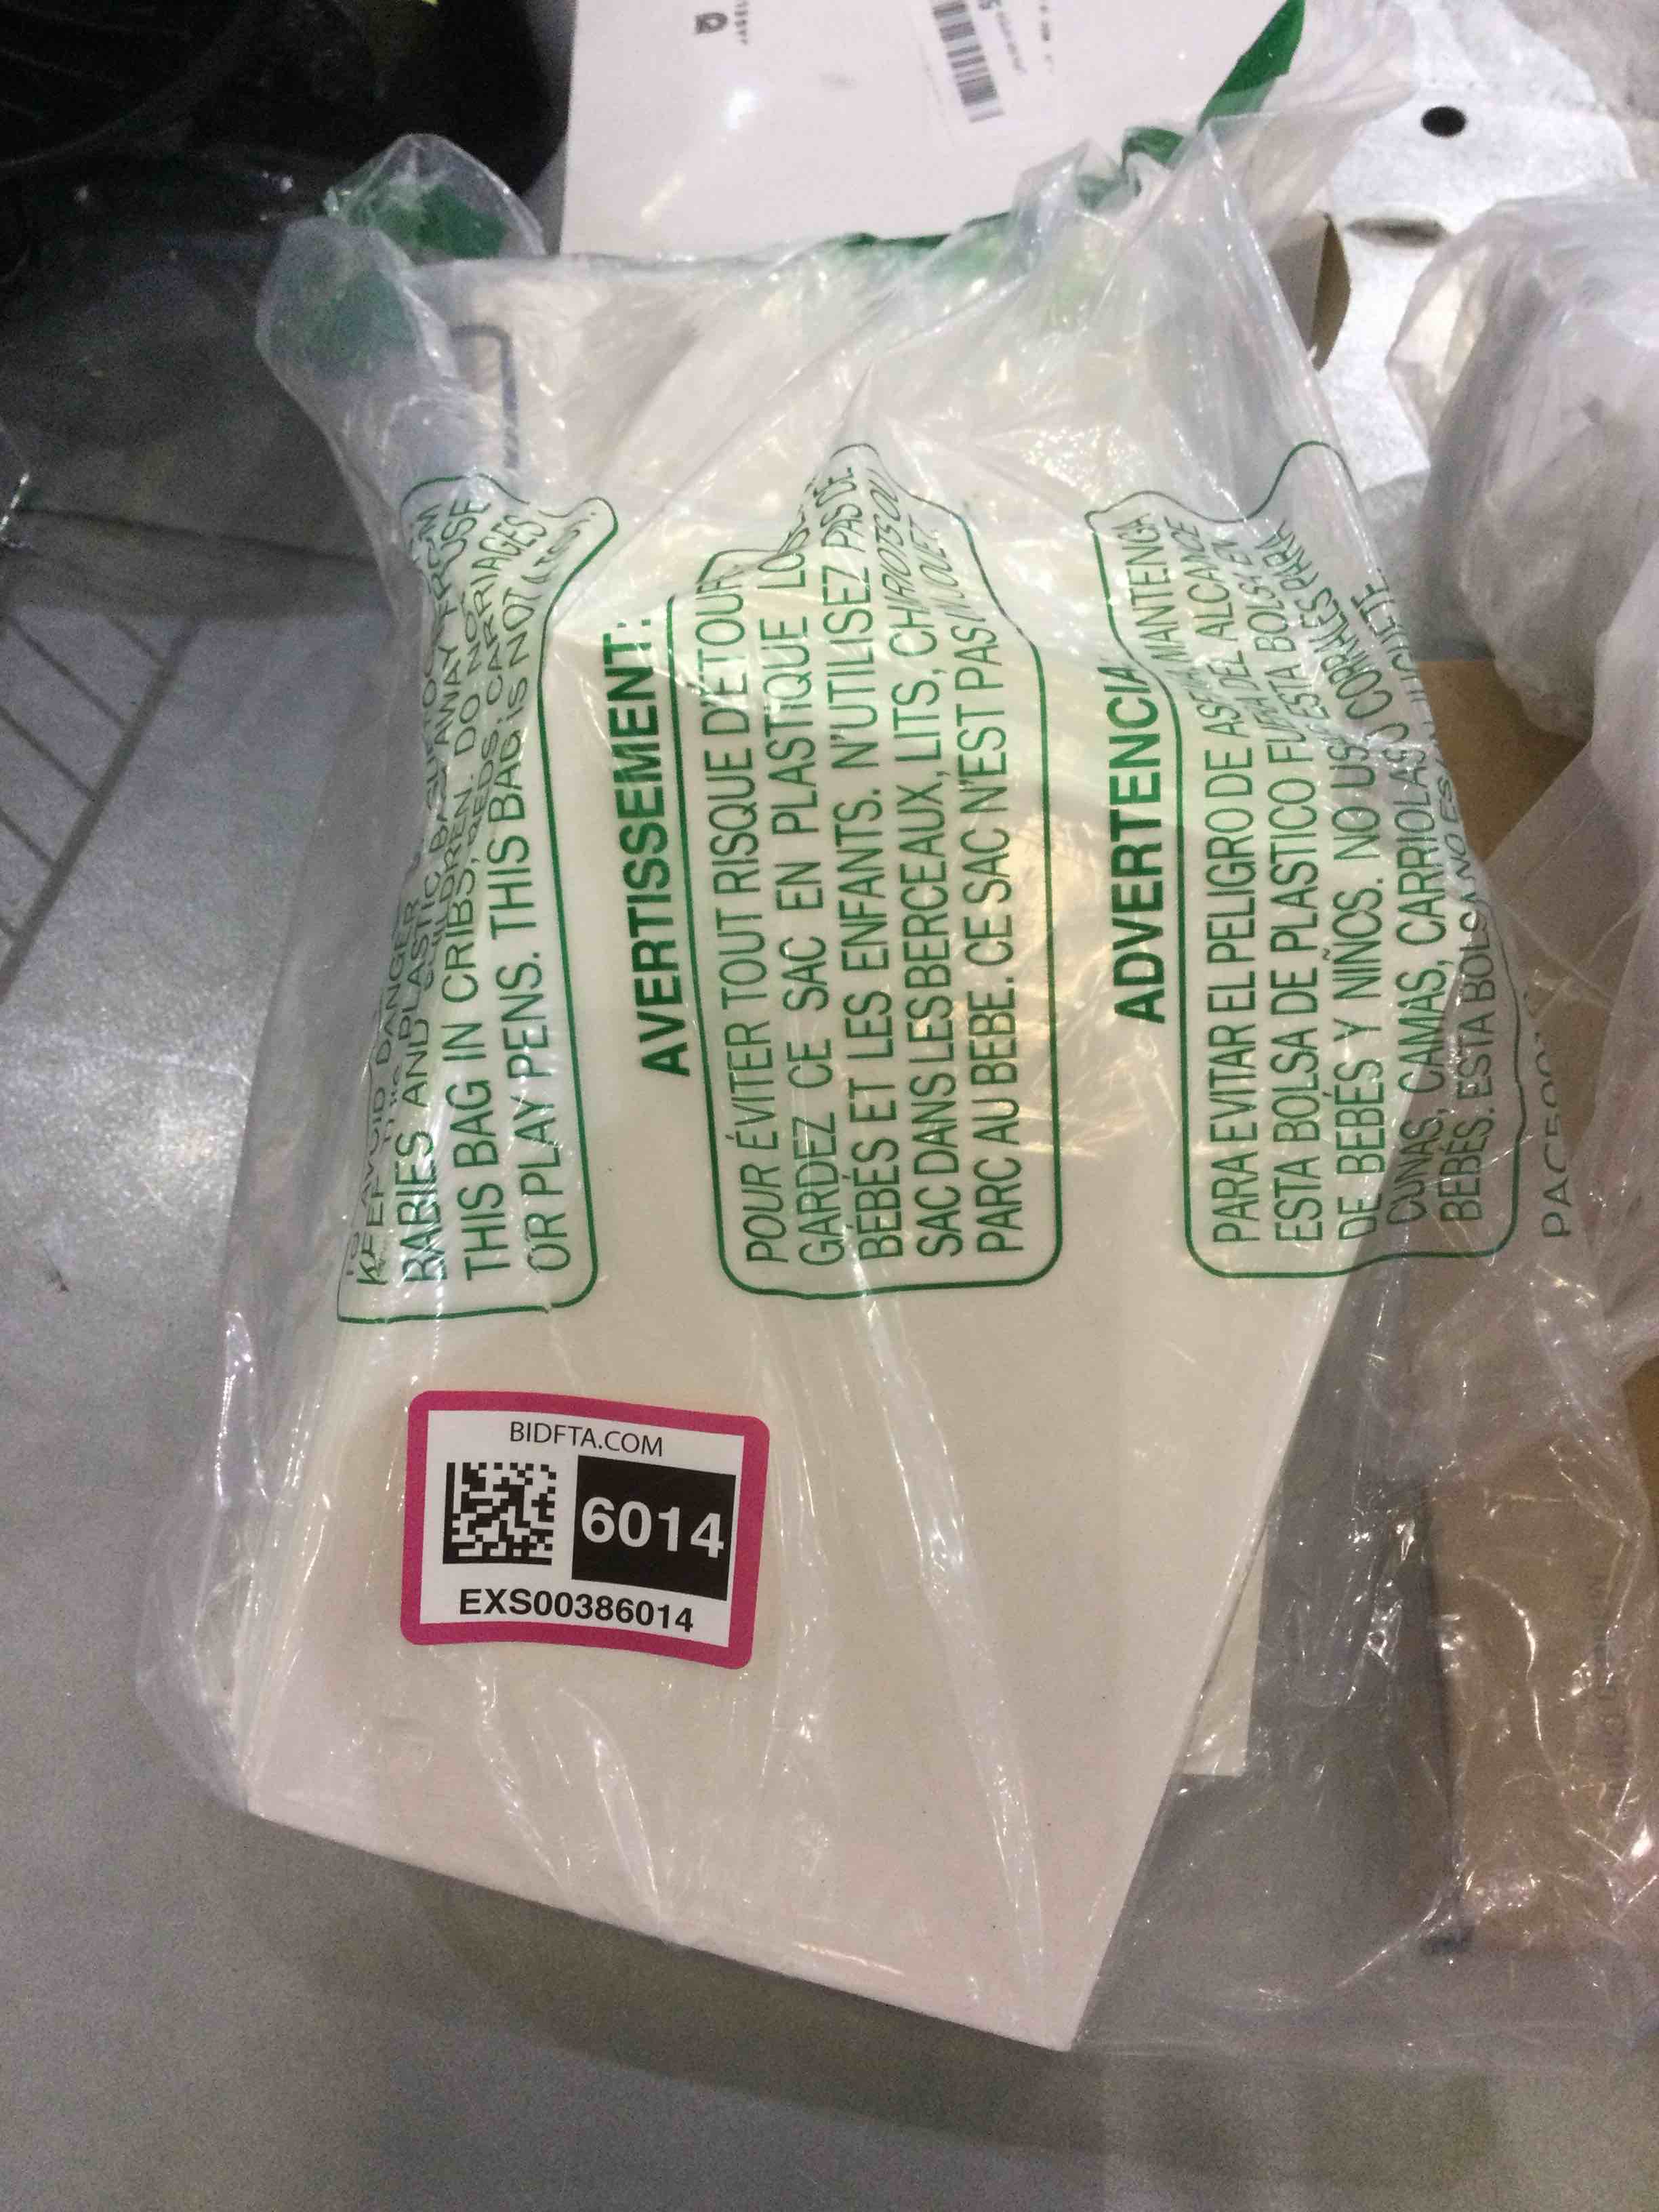 BABIES AND CHILDREN. DO NOT USE
THIS BAG IN CRIBS, BEDS, CARRIAGES
OR PLAY PENS. THIS BAG IS NOT
AVERTISSEMENT:
POUR ÉVITER TOUT RISQUE D'ÉTOUF
GARDEZ CE SAC EN PLASTIQUE LO
BÉBÉS ET LES ENFANTS. N'UTILISEZ PAS CE
SAC DANS LES BERCEAUX, LITS, CHARIOTS OU
PARC AU BEBE. CE SAC N'EST PAS UN JOUET
ADVERTENCIA
PARA EVITAR EL PELIGRO DE ASFIXIA MANTENGA
ESTA BOLSA DE PLASTICO FUERA DEL ALCANCE
DE BEBÉS Y NIÑOS. NO USE ESTA BOLSA EN
CUNAS, CAMAS, CARRIOLAS O CORRALES PARA
BEBÉS. ESTA BOLSA NO ES UN JUGUETE.
BIDFTA.COM
6014
EXS00386014